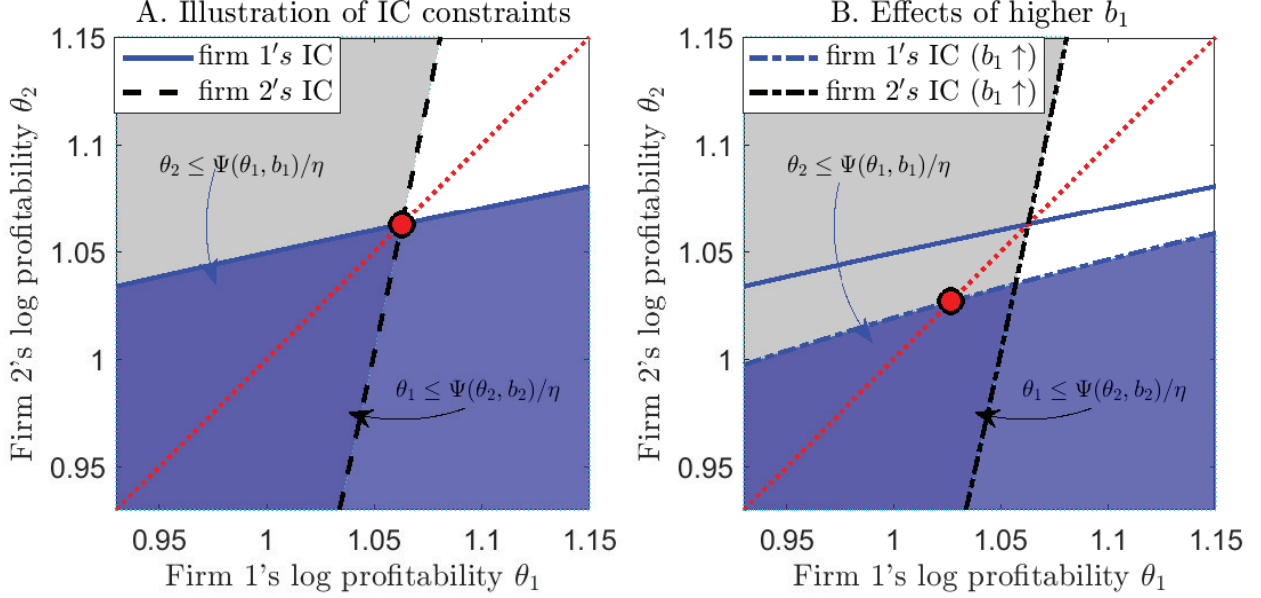 A. Illustration of IC constraints
firm 1's IC
firm 2's IC
θ₂ ≤ Ψ(θ₁, b₁)/η
θ₁ ≤ Ψ(θ₂, b₂)/η
1.15
1.1
1.05
1
0.95
Firm 2's log profitability θ₂
0.95 1 1.05 1.1 1.15
Firm 1's log profitability θ₁
B. Effects of higher b₁
firm 1's IC (b₁ ↑)
firm 2's IC (b₁ ↑)
θ₂ ≤ Ψ(θ₁, b₁)/η
θ₁ ≤ Ψ(θ₂, b₂)/η
1.15
1.1
1.05
1
0.95
Firm 2's log profitability θ₂
0.95 1 1.05 1.1 1.15
Firm 1's log profitability θ₁